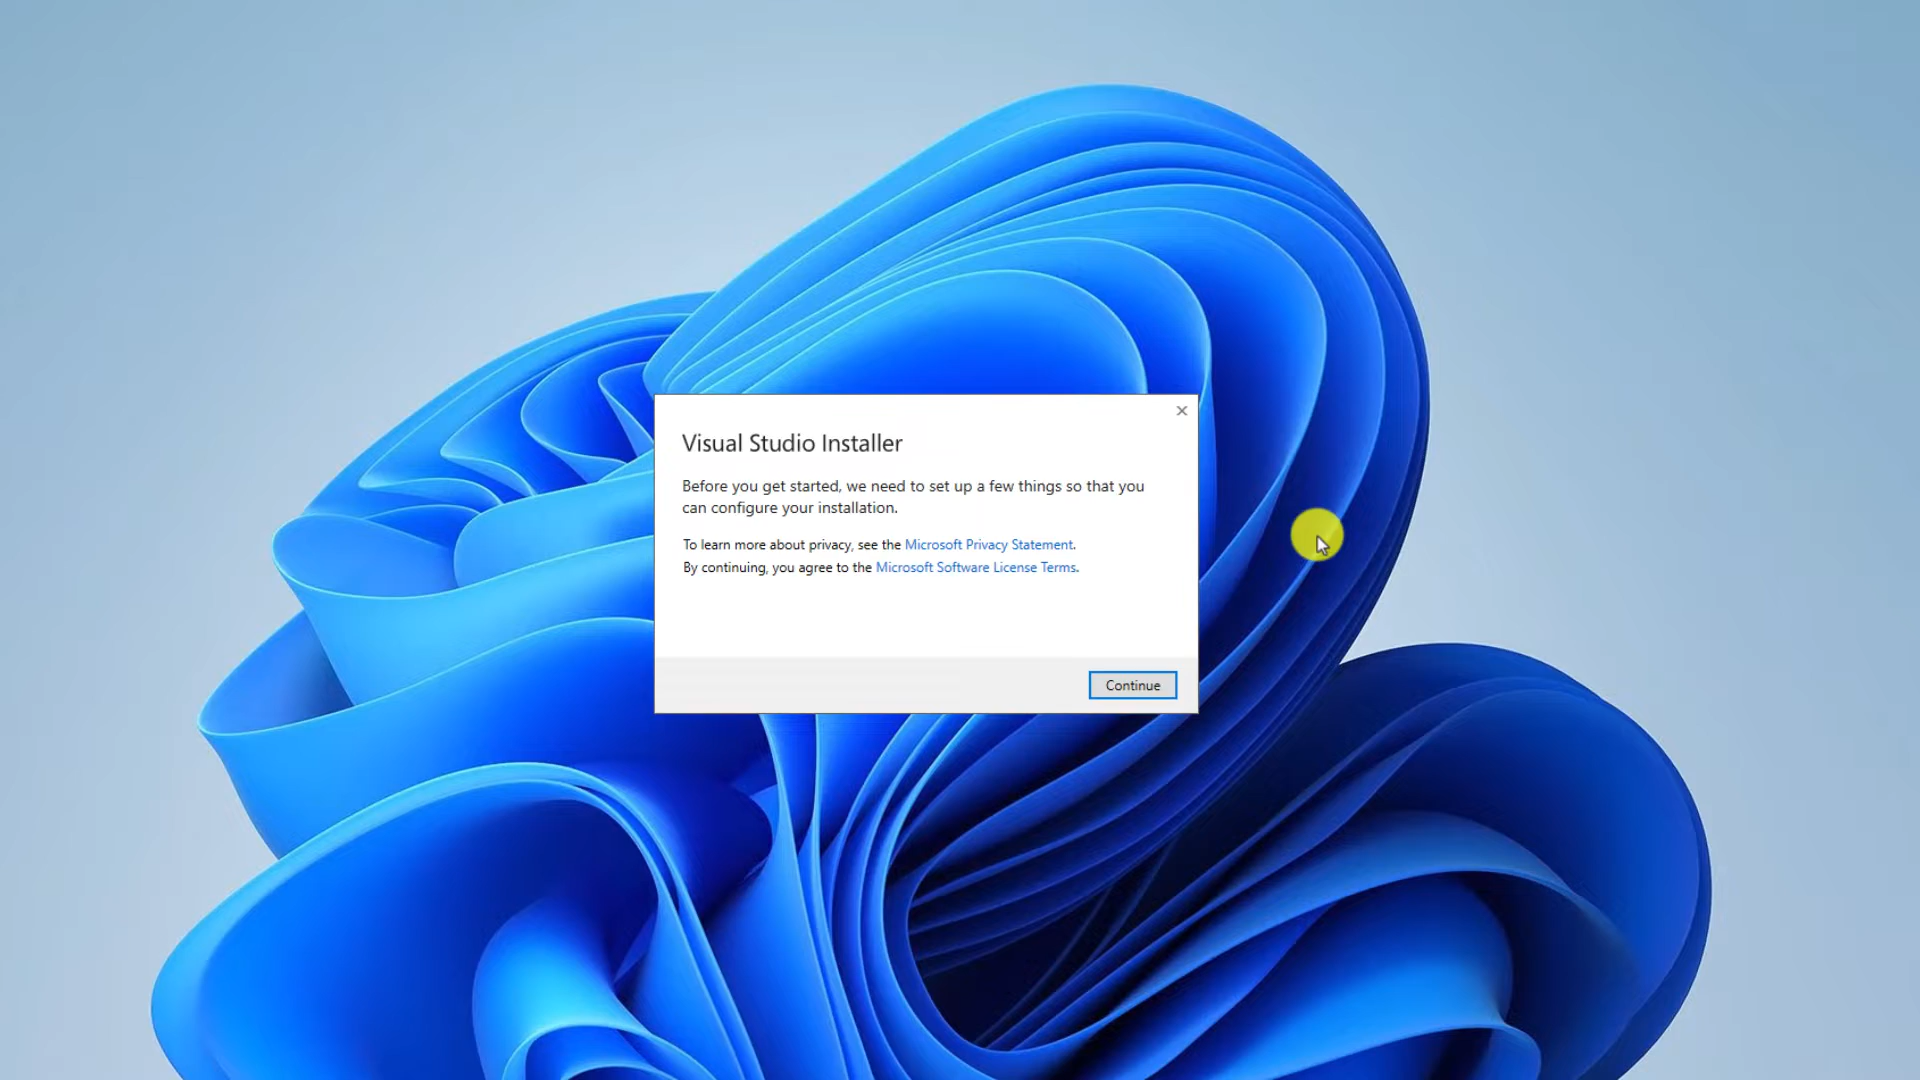 Visual Studio Installer
Before you get started, we need to set up a few things so that you
can configure your installation.
To learn more about privacy, see the Microsoft Privacy Statement.
By continuing, you agree to the Microsoft Software License Terms.
Continue